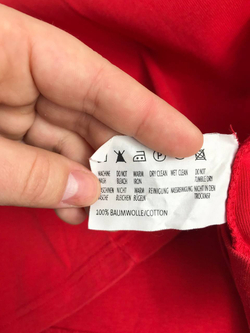 MACHINE DO NOT WARM DRY CLEAN WET CLEAN DO NOT
WASH BLEACH IRON TUMBLE DRY
NICHT WARM REINIGUNG NASSREINIGUNG NICHT IN DEN
BLEICHEN BÜGELN TROCKNER
100% BAUMWOLLE/COTTON